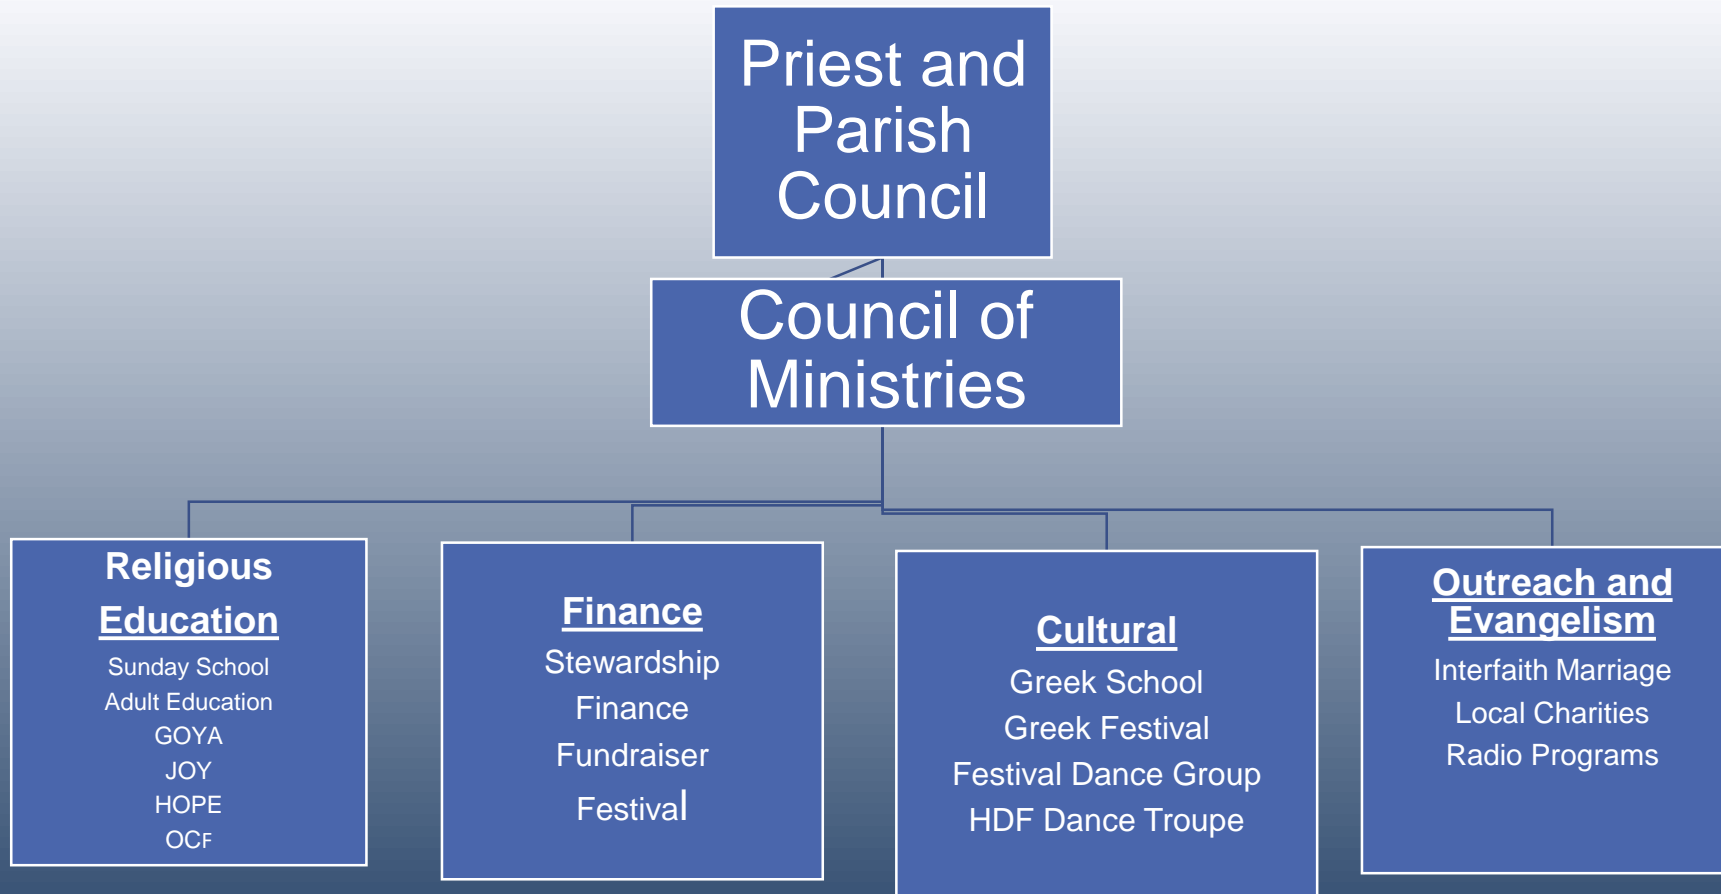 Priest and
Parish
Council
Council of
Ministries
Religious
Education
Sunday School
Adult Education
GOYA
JOY
HOPE
OCF
Finance
Stewardship
Finance
Fundraiser
Festival
Cultural
Greek School
Greek Festival
Festival Dance Group
HDF Dance Troupe
Outreach and
Evangelism
Interfaith Marriage
Local Charities
Radio Programs